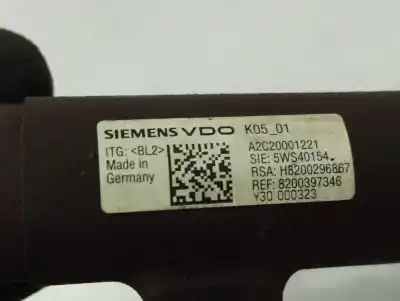 SIEMENS VDO K05_01
ITG: <BL2>
Made in
Germany
A2C20001221
SIE: 5WS40154
RSA: H8200296867
REF: 8200397346
Y30 000323